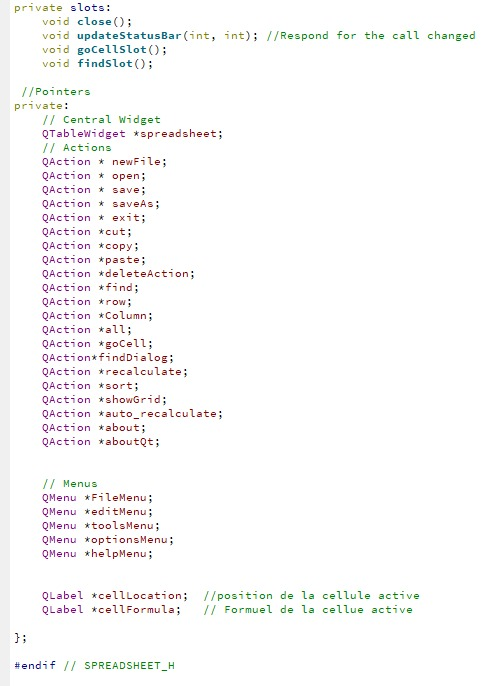 private slots:
    void close();
    void updateStatusBar(int, int); //Respond for the call changed
    void goCellSlot();
    void findSlot();

 //Pointers
private:
    // Central Widget
    QTableWidget *spreadsheet;
    // Actions
    QAction * newFile;
    QAction * open;
    QAction * save;
    QAction * saveAs;
    QAction * exit;
    QAction *cut;
    QAction *copy;
    QAction *paste;
    QAction *deleteAction;
    QAction *find;
    QAction *row;
    QAction *Column;
    QAction *all;
    QAction *goCell;
    QAction*findDialog;
    QAction *recalculate;
    QAction *sort;
    QAction *showGrid;
    QAction *auto_recalculate;
    QAction *about;
    QAction *aboutQt;

    // Menus
    QMenu *FileMenu;
    QMenu *editMenu;
    QMenu *toolsMenu;
    QMenu *optionsMenu;
    QMenu *helpMenu;

    QLabel *cellLocation;  //position de la cellule active
    QLabel *cellFormula;   // Formuel de la cellue active

};

#endif // SPREADSHEET_H